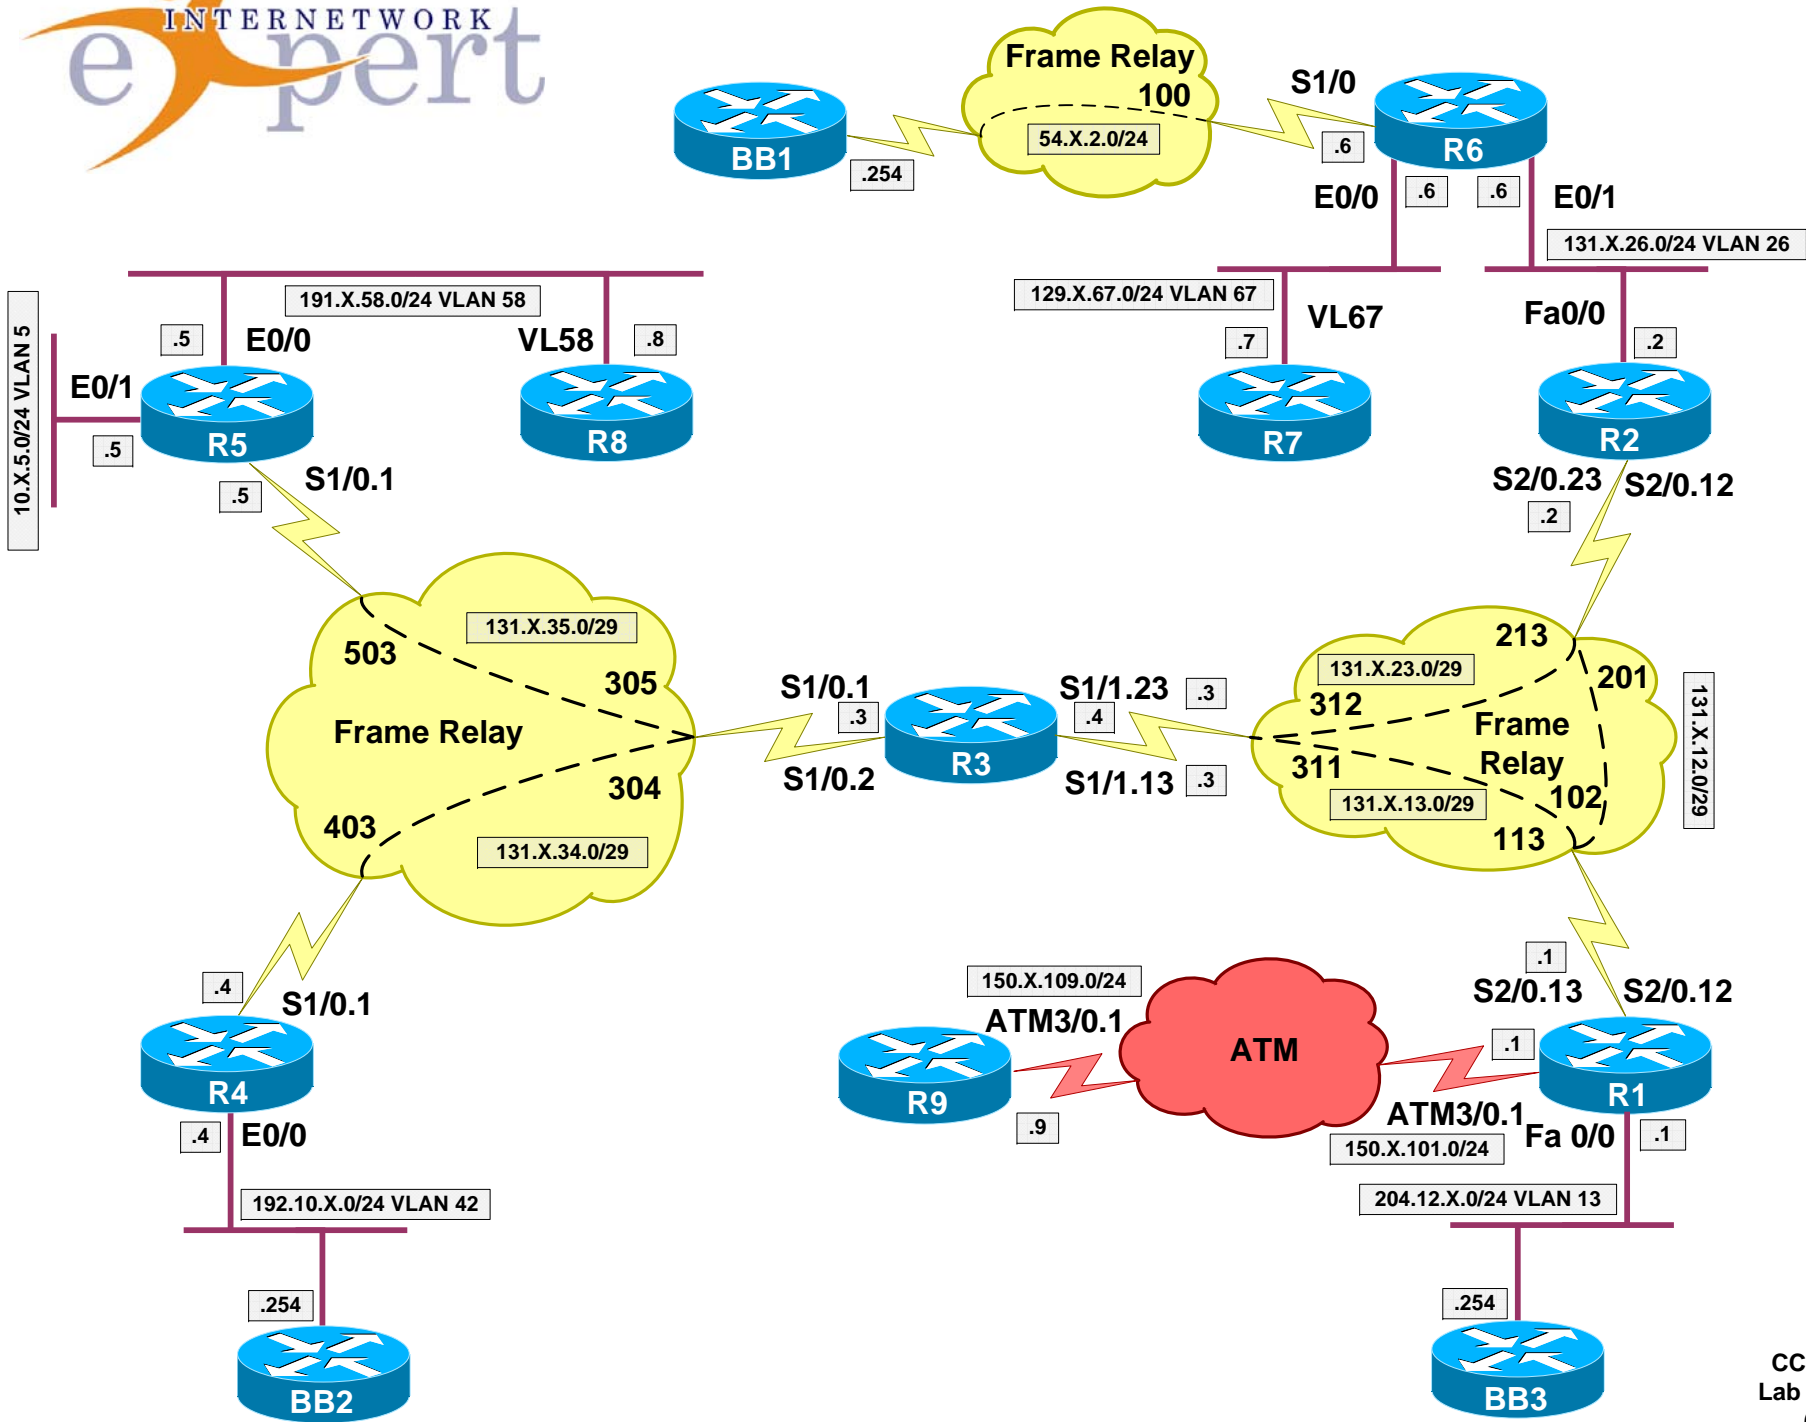 INTERNETWORK
eXpert
Frame Relay
100
S1/0
54.X.2.0/24
BB1
.254
.6
R6
E0/0
.6
.6
E0/1
131.X.26.0/24 VLAN 26
129.X.67.0/24 VLAN 67
VL67
Fa0/0
.7
.2
R7
R2
S2/0.23
S2/0.12
.2
191.X.58.0/24 VLAN 58
10.X.5.0/24 VLAN 5
.5
E0/0
VL58
.8
E0/1
R5
R8
.5
S1/0.1
.5
131.X.35.0/29
503
305
Frame Relay
304
403
131.X.34.0/29
S1/0.1
.3
S1/0.2
R3
S1/1.23
.3
.4
S1/1.13
.3
213
201
131.X.23.0/29
312
Frame
Relay
311
131.X.13.0/29
102
113
131.X.12.0/29
.4
S1/0.1
R4
.4
E0/0
192.10.X.0/24 VLAN 42
.254
BB2
150.X.109.0/24
ATM3/0.1
R9
.9
ATM
.1
S2/0.13
S2/0.12
.1
R1
ATM3/0.1
Fa 0/0
.1
150.X.101.0/24
204.12.X.0/24 VLAN 13
.254
BB3
CC
Lab